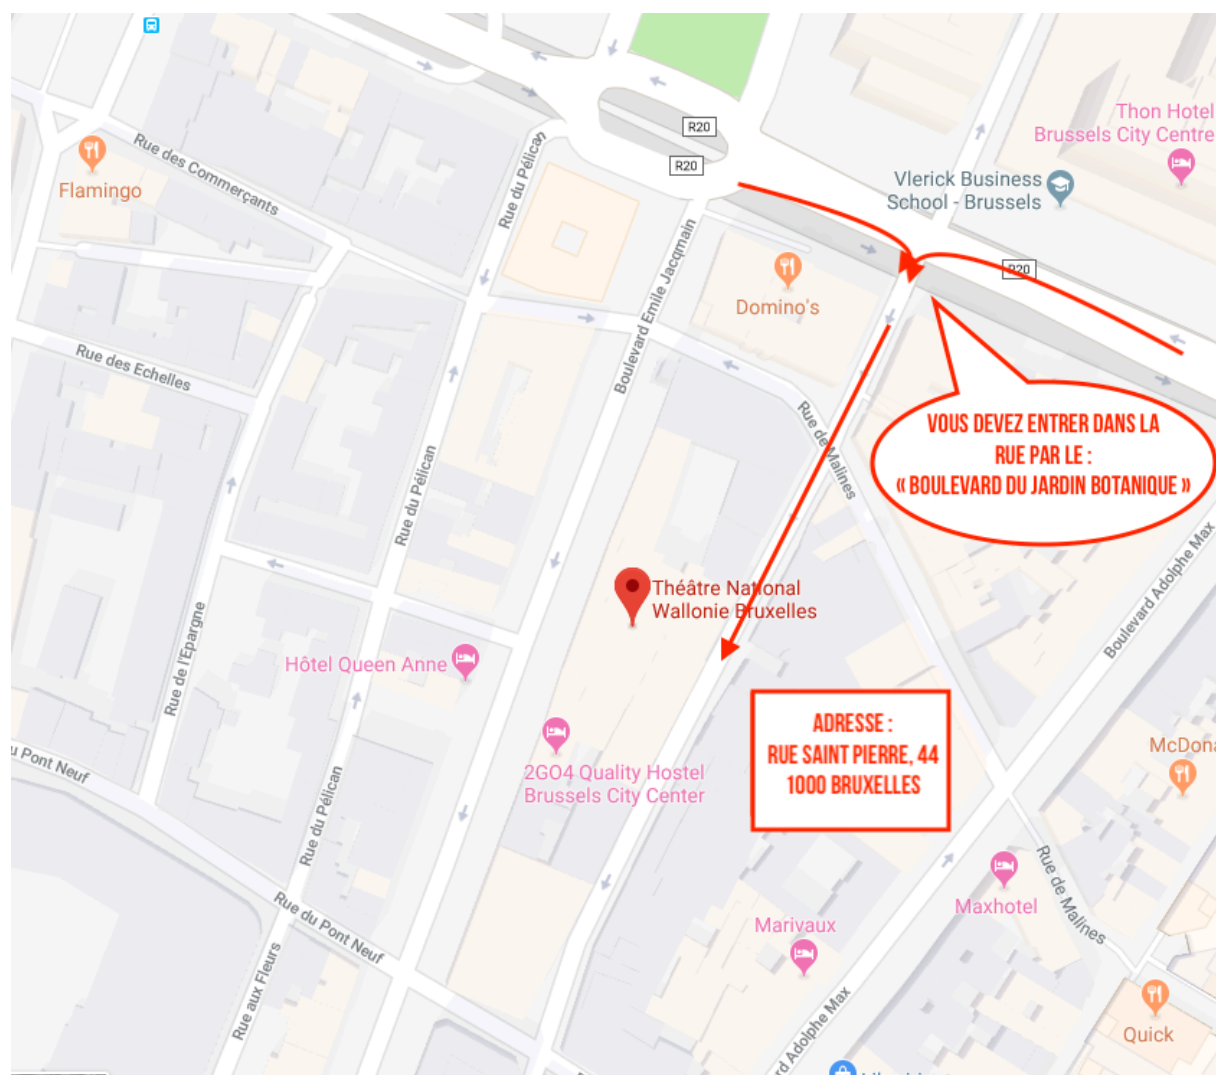 R20
Thon Hotel
Brussels City Centre
Rue des Commerçants
Rue du Pélican
R20
Flamingo
Vlerick Business
School - Brussels
Boulevard Emile Jacqmain
R20
Domino's
Rue des Echelles
Rue de Malines
VOUS DEVEZ ENTRER DANS LA
RUE PAR LE :
« BOULEVARD DU JARDIN BOTANIQUE »
Rue du Pélican
Boulevard Adolphe Max
Théâtre National
Wallonie Bruxelles
Rue de l'Epargne
Hôtel Queen Anne
ADRESSE :
RUE SAINT PIERRE, 44
1000 BRUXELLES
u Pont Neuf
McDona
2GO4 Quality Hostel
Brussels City Center
Rue du Pélican
Rue de Malines
Maxhotel
Rue du Pont Neuf
Marivaux
Rue aux Fleurs
d Adolphe Max
Quick